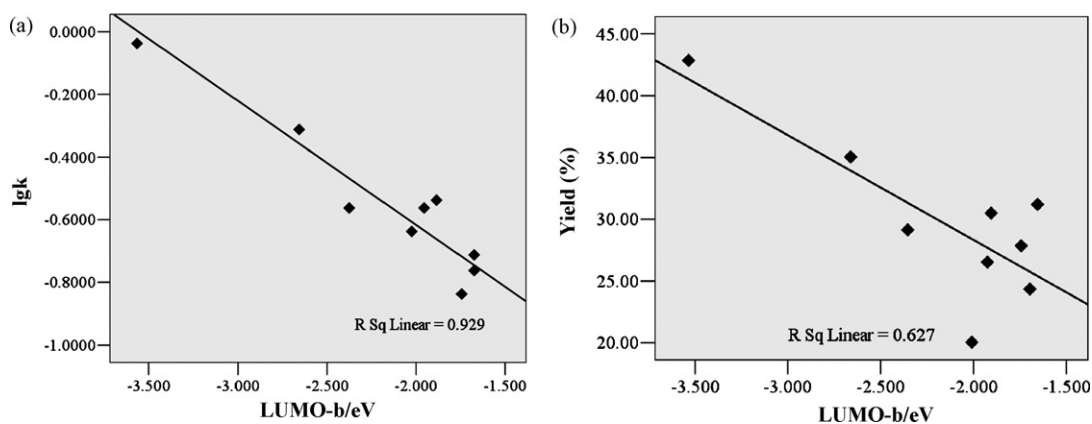 (a)
0.0000
-0.2000
-0.4000
-0.6000
-0.8000
-1.0000
lgk
R Sq Linear = 0.929
-3.500 -3.000 -2.500 -2.000 -1.500
LUMO-b/eV
(b)
45.00
40.00
35.00
30.00
25.00
20.00
Yield (%)
R Sq Linear = 0.627
-3.500 -3.000 -2.500 -2.000 -1.500
LUMO-b/eV